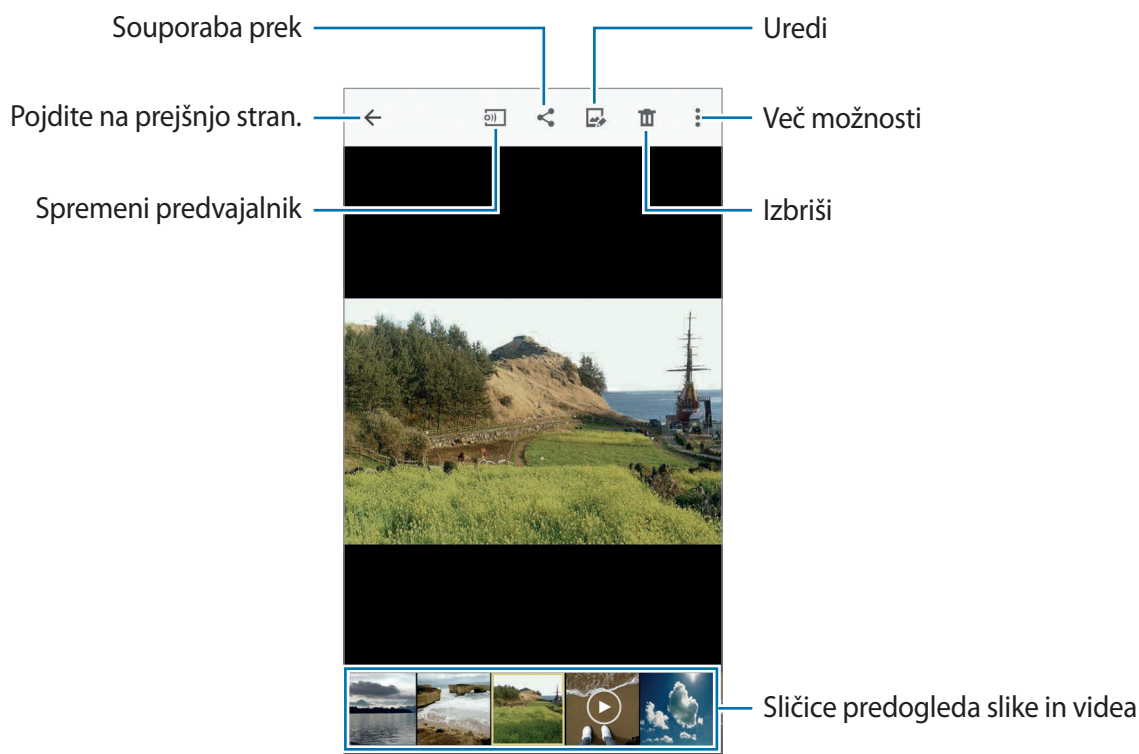 Souporaba prek
Uredi
Pojdite na prejšnjo stran.
Več možnosti
Spremeni predvajalnik
Izbriši
Sličice predogleda slike in videa